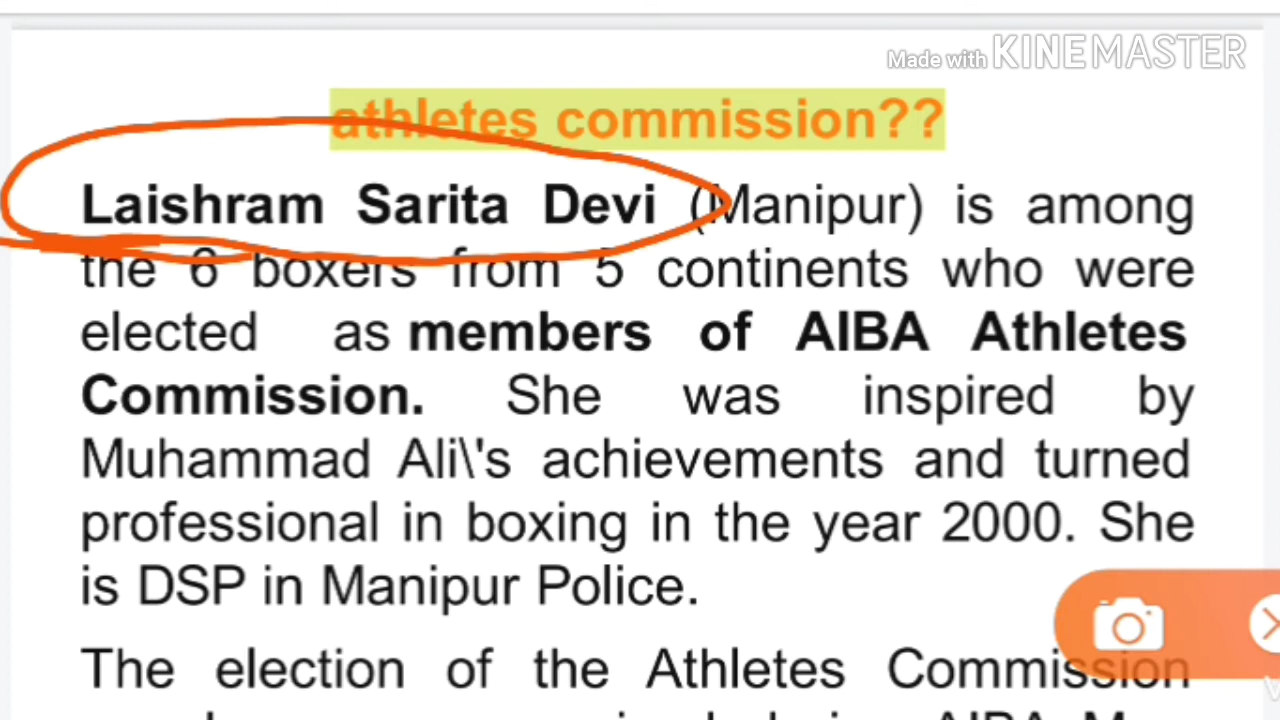 Made with KINEMASTER
athletes commission??
Laishram Sarita Devi (Manipur) is among
the 6 boxers from 5 continents who were
elected as members of AIBA Athletes
Commission. She was inspired by
Muhammad Ali\'s achievements and turned
professional in boxing in the year 2000. She
is DSP in Manipur Police.
The election of the Athletes Commission